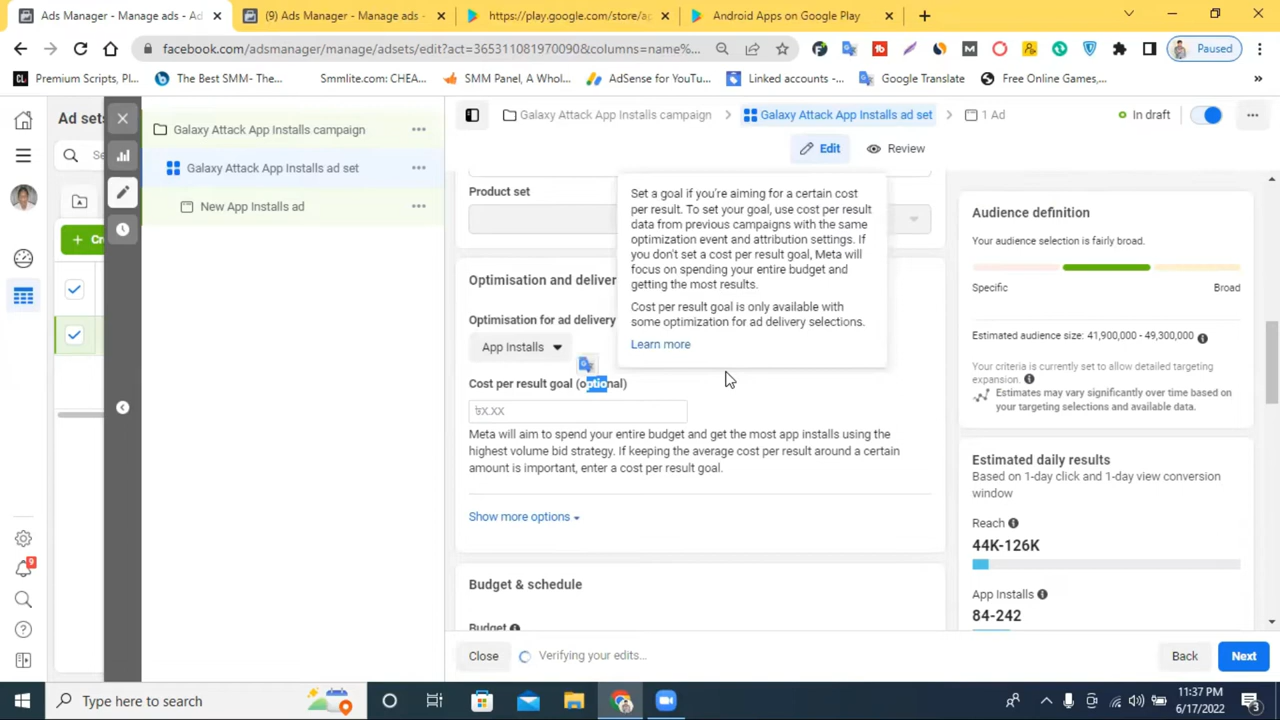 Ads Manager - Manage ads - Ad
(9) Ads Manager - Manage ads -
https://play.google.com/store/a
Android Apps on Google Play
facebook.com/adsmanager/manage/adsets/edit?act=365311081970090&columns=name%...
Paused
Premium Scripts, Pl...
The Best SMM- The...
Smmlite.com: CHEA...
SMM Panel, A Whol...
AdSense for YouTu...
Linked accounts -...
Google Translate
Free Online Games,...
»
Ad sets
Se
Cr
Galaxy Attack App Installs campaign
Galaxy Attack App Installs ad set
New App Installs ad
Galaxy Attack App Installs campaign
Galaxy Attack App Installs ad set
1 Ad
In draft
Edit
Review
Product set
Set a goal if you're aiming for a certain cost
per result. To set your goal, use cost per result
data from previous campaigns with the same
optimization event and attribution settings. If
you don't set a cost per result goal, Meta will
focus on spending your entire budget and
getting the most results.
Cost per result goal is only available with
some optimization for ad delivery selections.
Learn more
Optimisation and deliver
Optimisation for ad delivery
App Installs
Cost per result goal (optional)
৳X.XX
Meta will aim to spend your entire budget and get the most app installs using the
highest volume bid strategy. If keeping the average cost per result around a certain
amount is important, enter a cost per result goal.
Show more options
Budget & schedule
Budget
Audience definition
Your audience selection is fairly broad.
Specific
Broad
Estimated audience size: 41,900,000 - 49,300,000
Your criteria is currently set to allow detailed targeting
expansion.
Estimates may vary significantly over time based on
your targeting selections and available data.
Estimated daily results
Based on 1-day click and 1-day view conversion
window
Reach
44K-126K
App Installs
84-242
Close
Verifying your edits...
Back
Next
9
Type here to search
11:37 PM
6/17/2022
3